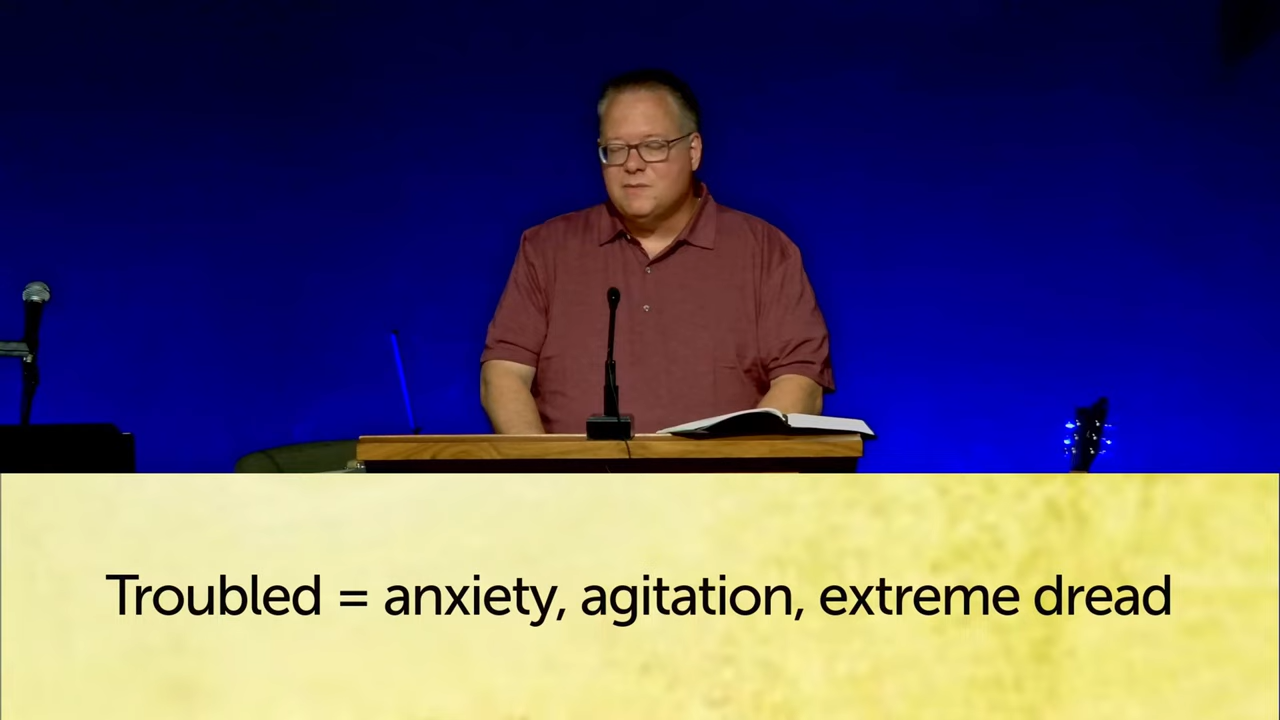 Troubled = anxiety, agitation, extreme dread